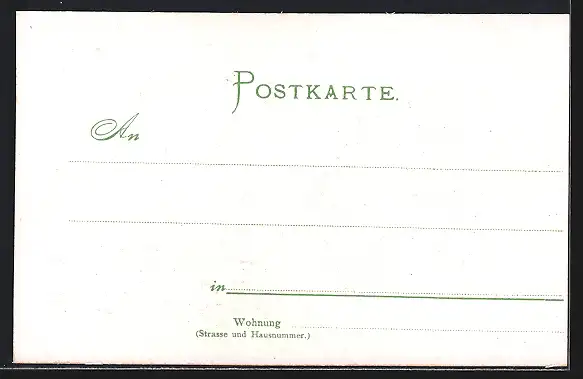 POSTKARTE.
An
in
Wohnung
(Strasse und Hausnummer.)